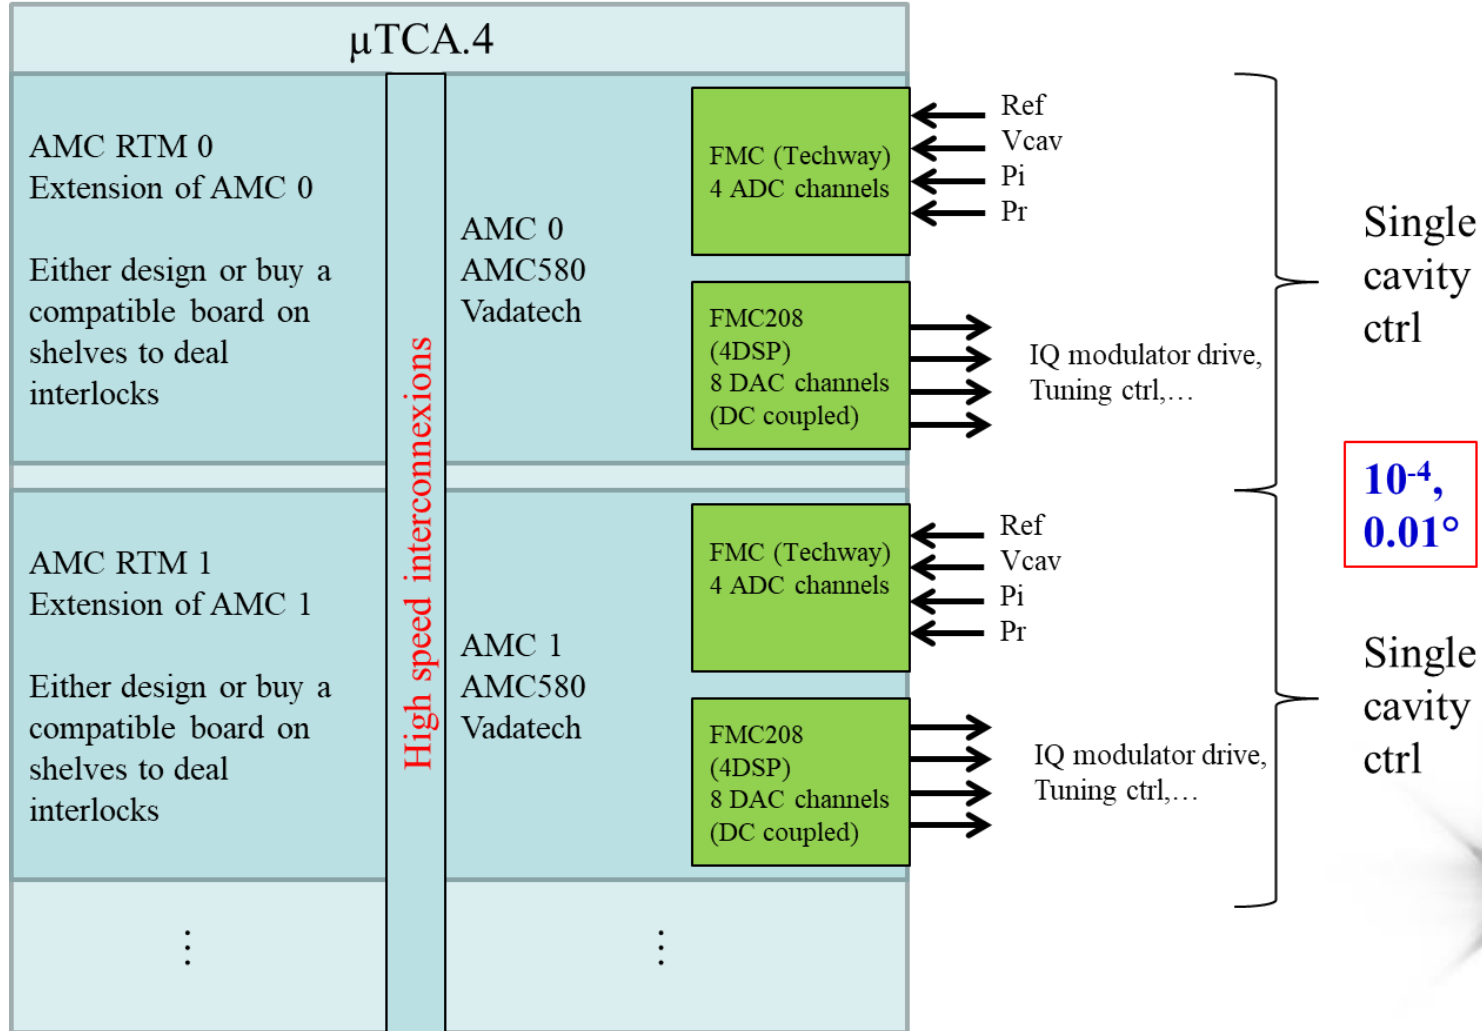 μTCA.4
AMC RTM 0
Extension of AMC 0
Either design or buy a
compatible board on
shelves to deal
interlocks
High speed interconnexions
AMC 0
AMC580
Vadatech
FMC (Techway)
4 ADC channels
Ref
Vcav
Pi
Pr
FMC208
(4DSP)
8 DAC channels
(DC coupled)
IQ modulator drive,
Tuning ctrl,…
Single
cavity
ctrl
10⁻⁴,
0.01°
AMC RTM 1
Extension of AMC 1
Either design or buy a
compatible board on
shelves to deal
interlocks
AMC 1
AMC580
Vadatech
FMC (Techway)
4 ADC channels
Ref
Vcav
Pi
Pr
FMC208
(4DSP)
8 DAC channels
(DC coupled)
IQ modulator drive,
Tuning ctrl,…
Single
cavity
ctrl
⋮
⋮